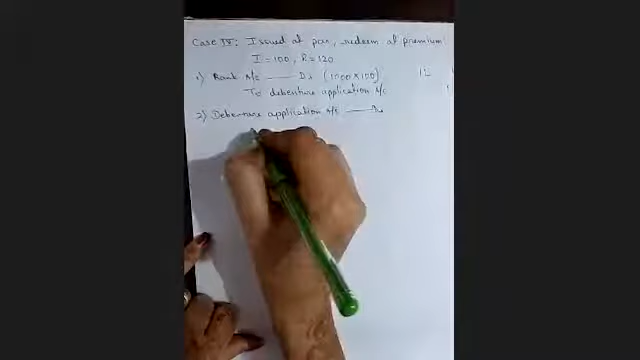 Case IV: Issued at par, redeem at premium
I = 100, R = 120
1) Bank A/c —— Dr (1000 × 100) 1L
To debenture application A/c
2) Debenture application A/c —— Dr